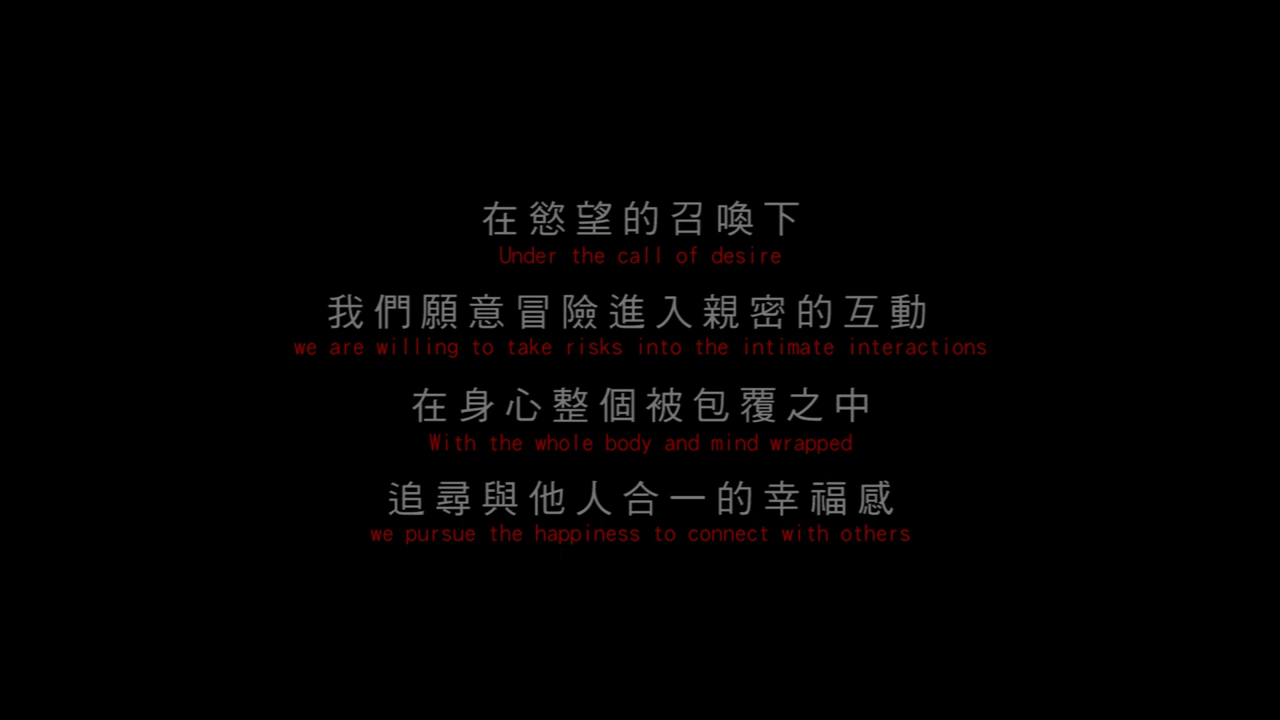 在慾望的召喚下
Under the call of desire
我們願意冒險進入親密的互動
we are willing to take risks into the intimate interactions
在身心整個被包覆之中
With the whole body and mind wrapped
追尋與他人合一的幸福感
we pursue the happiness to connect with others